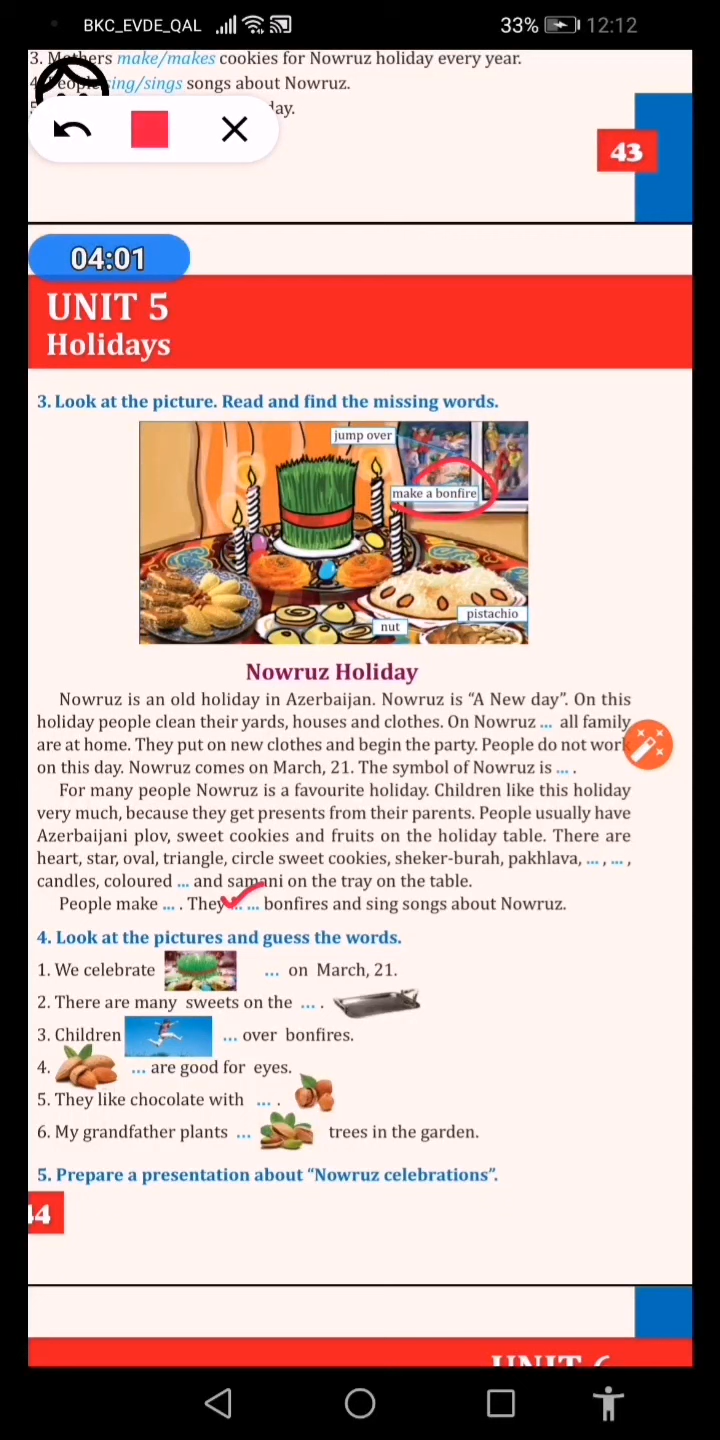 BKC_EVDE_QAL 33% 12:12
3. Mothers make/makes cookies for Nowruz holiday every year.
sing/sings songs about Nowruz.
43
04:01
UNIT 5
Holidays
3. Look at the picture. Read and find the missing words.
jump over
make a bonfire
pistachio
nut
Nowruz Holiday
Nowruz is an old holiday in Azerbaijan. Nowruz is “A New day”. On this
holiday people clean their yards, houses and clothes. On Nowruz ... all family
are at home. They put on new clothes and begin the party. People do not work
on this day. Nowruz comes on March, 21. The symbol of Nowruz is ... .
For many people Nowruz is a favourite holiday. Children like this holiday
very much, because they get presents from their parents. People usually have
Azerbaijani plov, sweet cookies and fruits on the holiday table. There are
heart, star, oval, triangle, circle sweet cookies, sheker-burah, pakhlava, ... , ... ,
candles, coloured ... and samani on the tray on the table.
People make ... . They ... ... bonfires and sing songs about Nowruz.
4. Look at the pictures and guess the words.
1. We celebrate ... on March, 21.
2. There are many sweets on the ... .
3. Children ... over bonfires.
4. ... are good for eyes.
5. They like chocolate with ... .
6. My grandfather plants ... trees in the garden.
5. Prepare a presentation about “Nowruz celebrations”.
44
UNIT 6